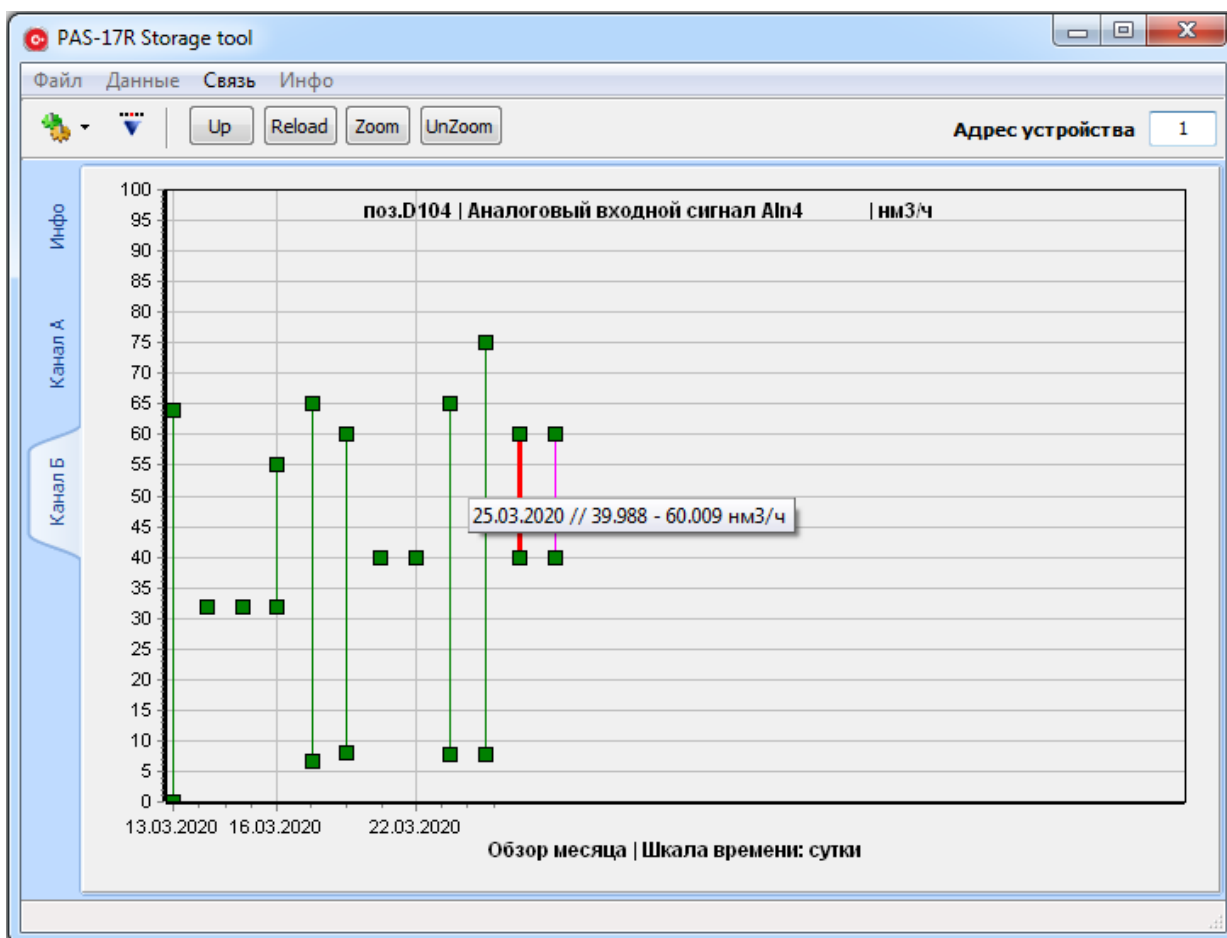 PAS-17R Storage tool
Файл Данные Связь Инфо
Up Reload Zoom UnZoom Адрес устройства 1
Инфо
Канал А
Канал Б
поз.D104 | Аналоговый входной сигнал AIn4 | нм3/ч
100
95
90
85
80
75
70
65
60
55
50
45
40
35
30
25
20
15
10
5
0
25.03.2020 // 39.988 - 60.009 нм3/ч
13.03.2020 16.03.2020 22.03.2020
Обзор месяца | Шкала времени: сутки